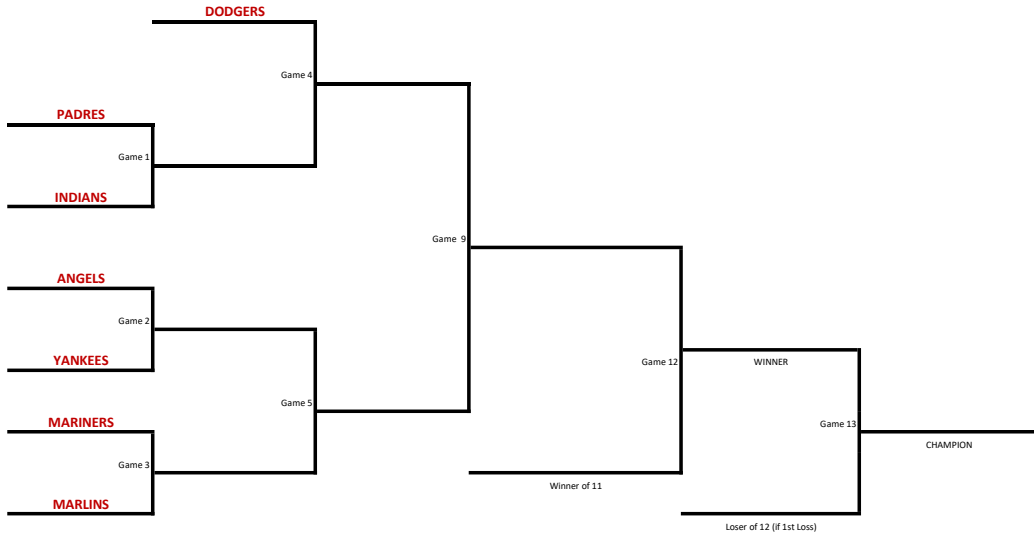 DODGERS
Game 4
PADRES
Game 1
INDIANS
Game  9
ANGELS
Game 2
YANKEES
Game 12
WINNER
Game 5
MARINERS
Game 13
CHAMPION
Game 3
Winner of 11
MARLINS
Loser of 12 (if 1st Loss)